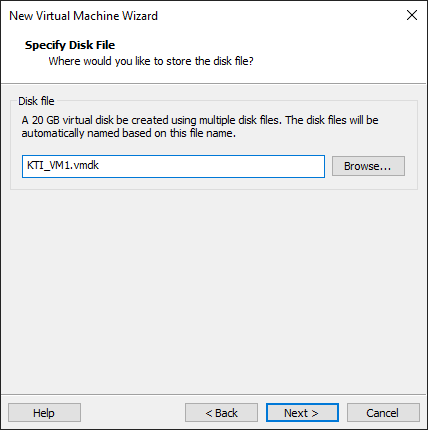 New Virtual Machine Wizard
Specify Disk File
Where would you like to store the disk file?
Disk file
A 20 GB virtual disk be created using multiple disk files. The disk files will be
automatically named based on this file name.
KTI_VM1.vmdk
Browse...
Help
< Back
Next >
Cancel